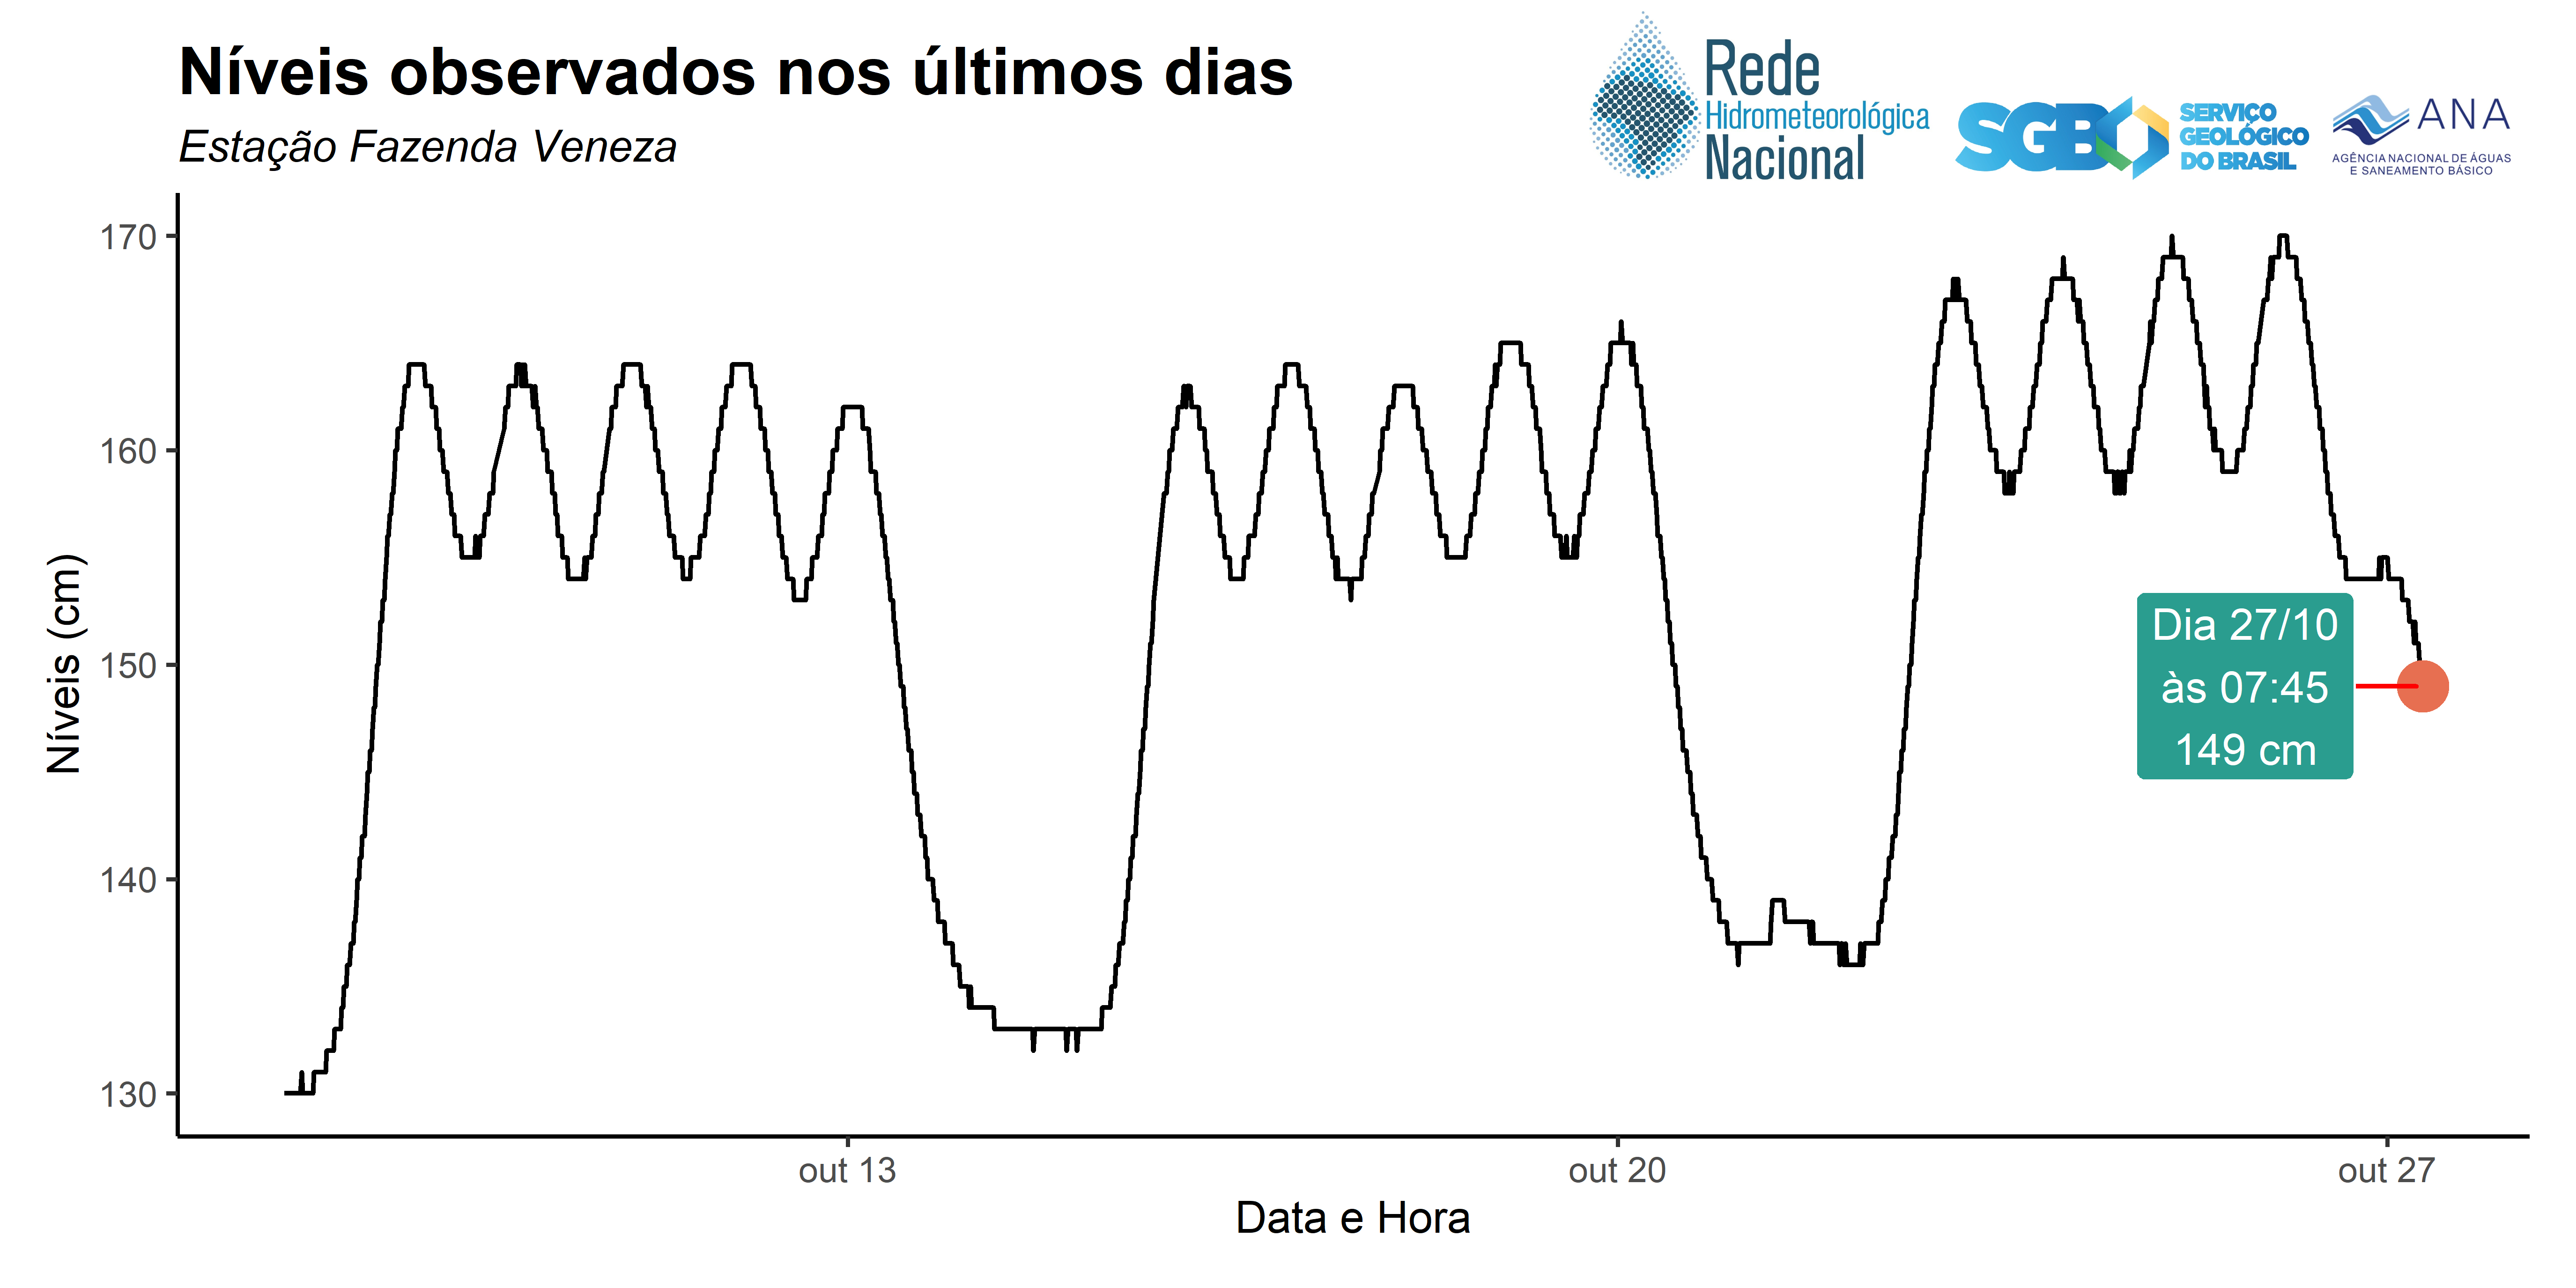 Níveis observados nos últimos dias
Estação Fazenda Veneza
Rede
Hidrometeorológica
Nacional
SGB
SERVIÇO
GEOLÓGICO
DO BRASIL
ANA
AGÊNCIA NACIONAL DE ÁGUAS
E SANEAMENTO BÁSICO
Níveis (cm)
170
160
150
140
130
Dia 27/10
às 07:45
149 cm
out 13
out 20
out 27
Data e Hora